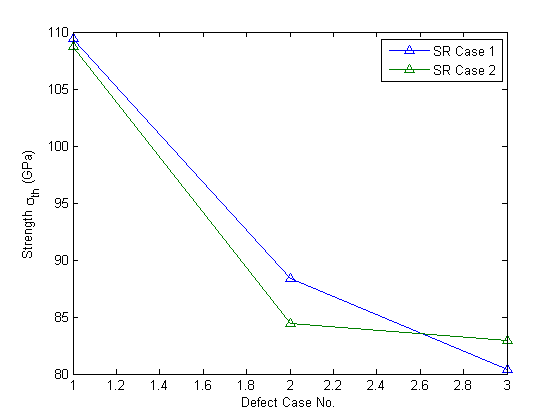 110
105
100
95
90
85
80
Strength σth (GPa)
SR Case 1
SR Case 2
1 1.2 1.4 1.6 1.8 2 2.2 2.4 2.6 2.8 3
Defect Case No.